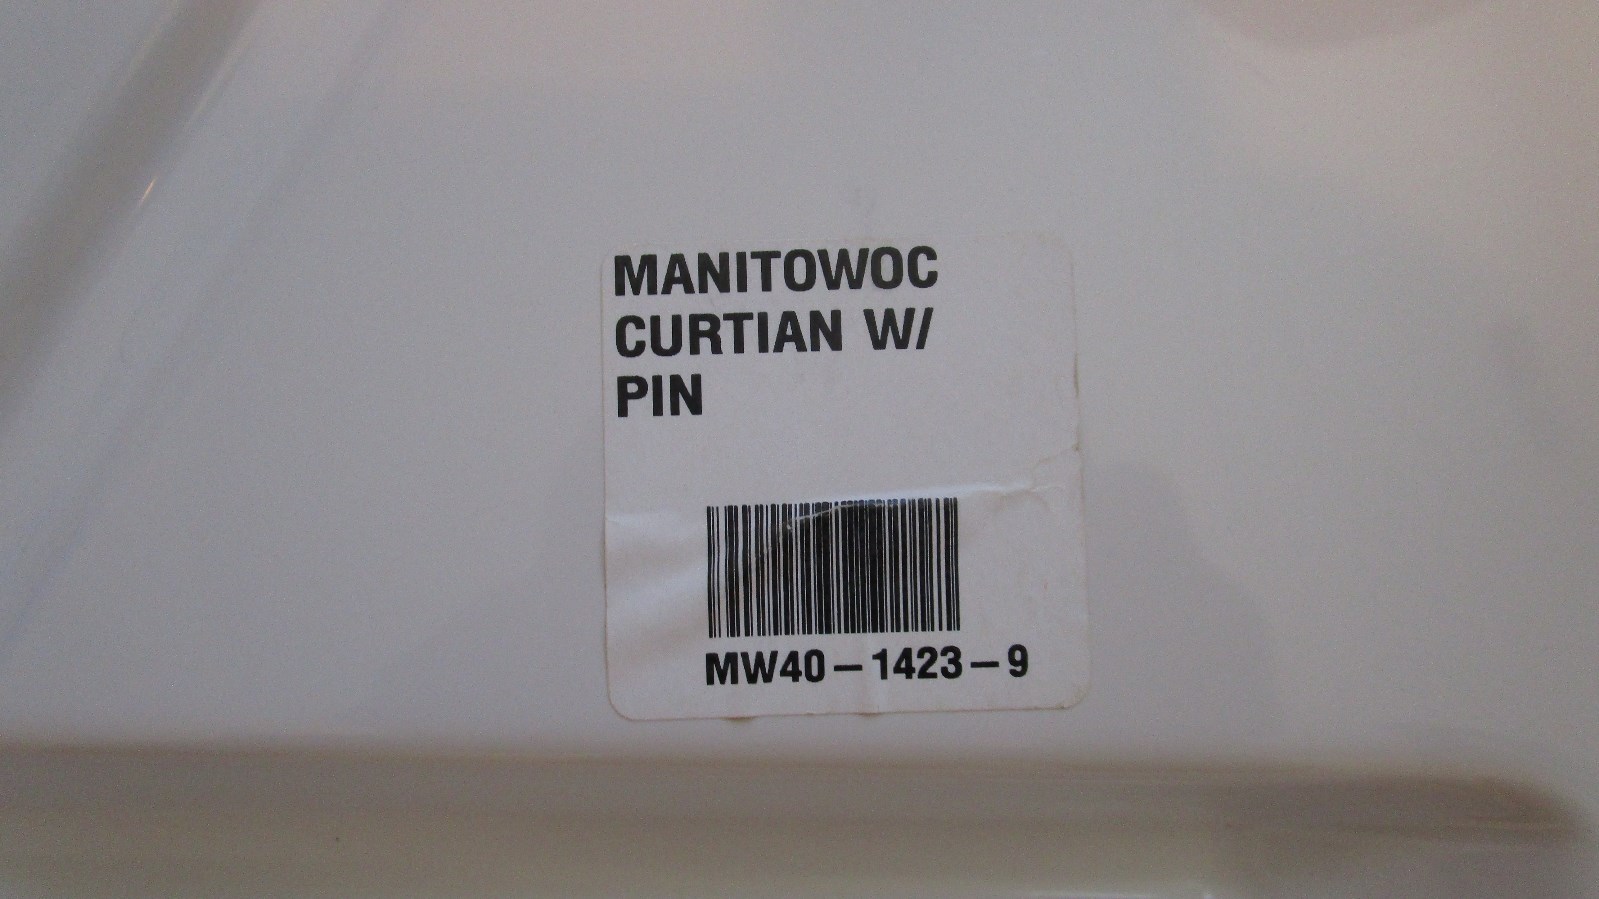 MANITOWOC
CURTIAN W/
PIN
MW40-1423-9